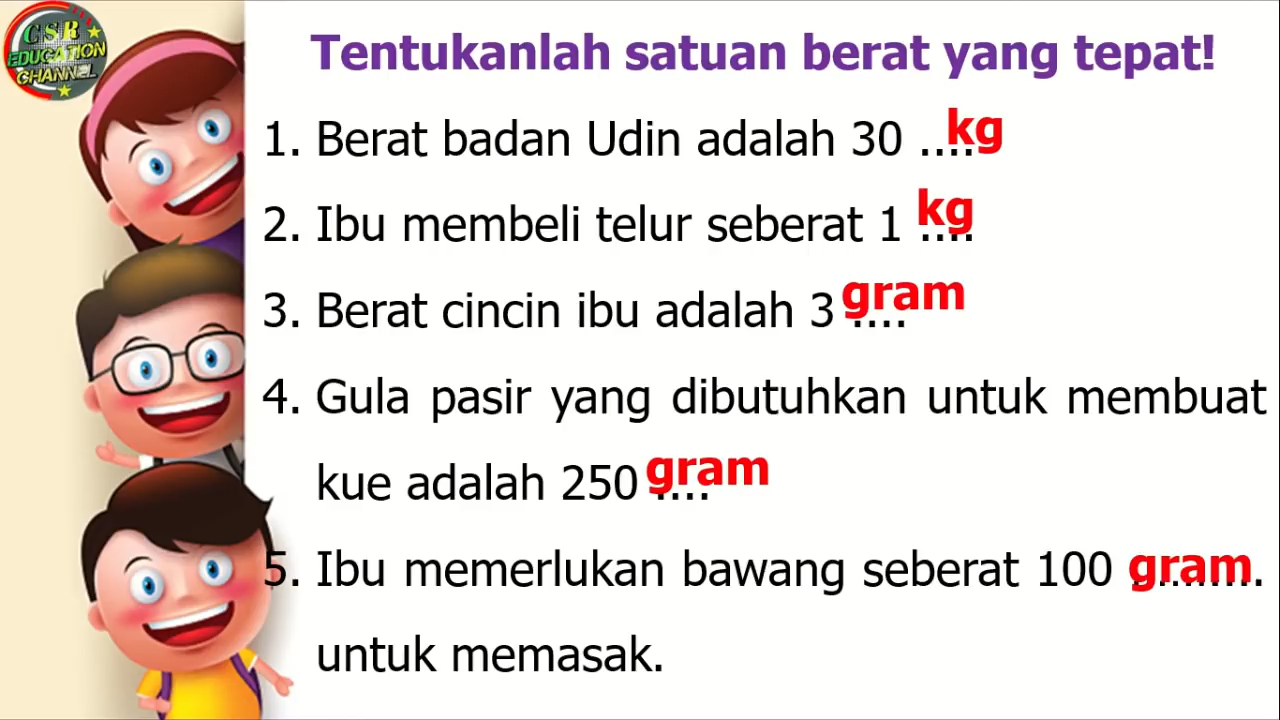 CSR
EDUCATION
CHANNEL
Tentukanlah satuan berat yang tepat!
1. Berat badan Udin adalah 30 .... kg
2. Ibu membeli telur seberat 1 .... kg
3. Berat cincin ibu adalah 3 .... gram
4. Gula pasir yang dibutuhkan untuk membuat
kue adalah 250 .... gram
5. Ibu memerlukan bawang seberat 100 ......... gram
untuk memasak.